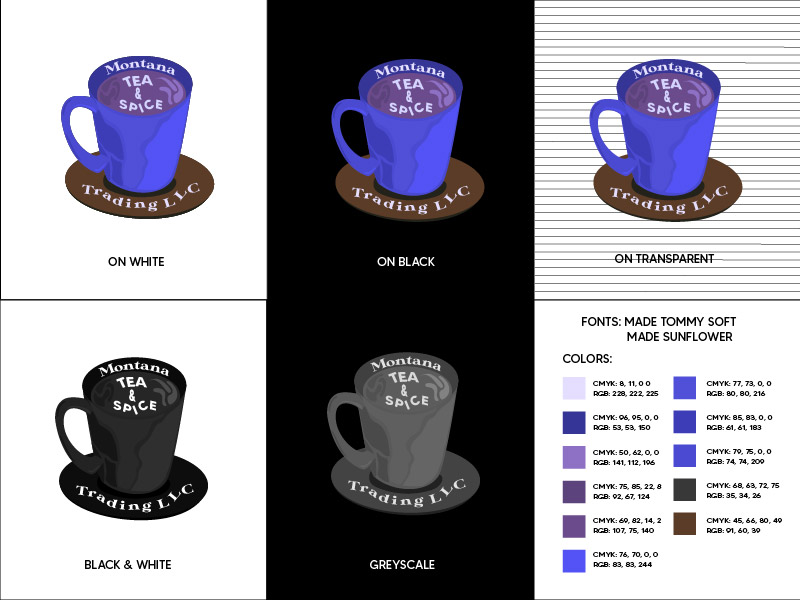 Montana
TEA
&
SPICE
Trading LLC
ON WHITE
Montana
TEA
&
SPICE
Trading LLC
ON BLACK
Montana
TEA
&
SPICE
Trading LLC
ON TRANSPARENT
Montana
TEA
&
SPICE
Trading LLC
BLACK & WHITE
Montana
TEA
&
SPICE
Trading LLC
GREYSCALE
FONTS: MADE TOMMY SOFT
MADE SUNFLOWER
COLORS:
CMYK: 8, 11, 0 0
RGB: 228, 222, 225
CMYK: 96, 95, 0, 0
RGB: 53, 53, 150
CMYK: 50, 62, 0, 0
RGB: 141, 112, 196
CMYK: 75, 85, 22, 8
RGB: 92, 67, 124
CMYK: 69, 82, 14, 2
RGB: 107, 75, 140
CMYK: 76, 70, 0, 0
RGB: 83, 83, 244
CMYK: 77, 73, 0, 0
RGB: 80, 80, 216
CMYK: 85, 83, 0, 0
RGB: 61, 61, 183
CMYK: 79, 75, 0, 0
RGB: 74, 74, 209
CMYK: 68, 63, 72, 75
RGB: 35, 34, 26
CMYK: 45, 66, 80, 49
RGB: 91, 60, 39